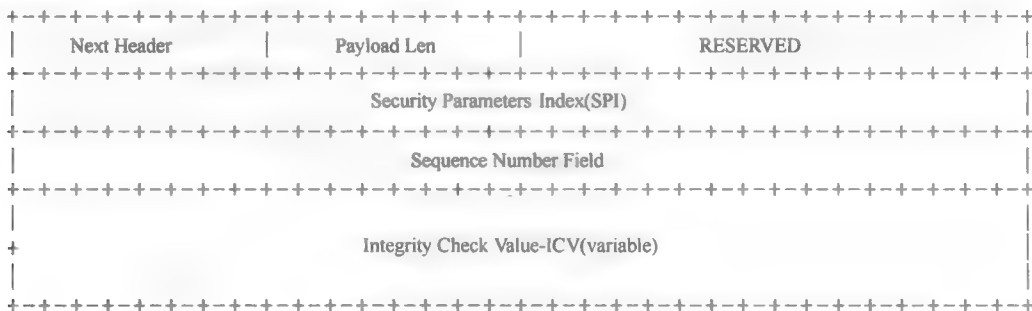 Next Header | Payload Len | RESERVED
Security Parameters Index(SPI)
Sequence Number Field
Integrity Check Value-ICV(variable)